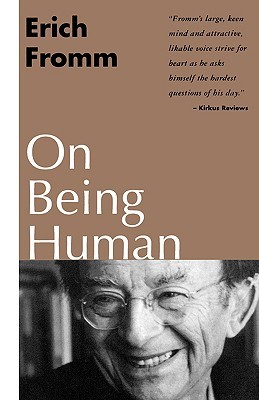 Erich
Fromm
"Fromm's large, keen
mind and attractive,
likable voice strive for
heart as he asks
himself the hardest
questions of his day."
– Kirkus Reviews
On
Being
Human